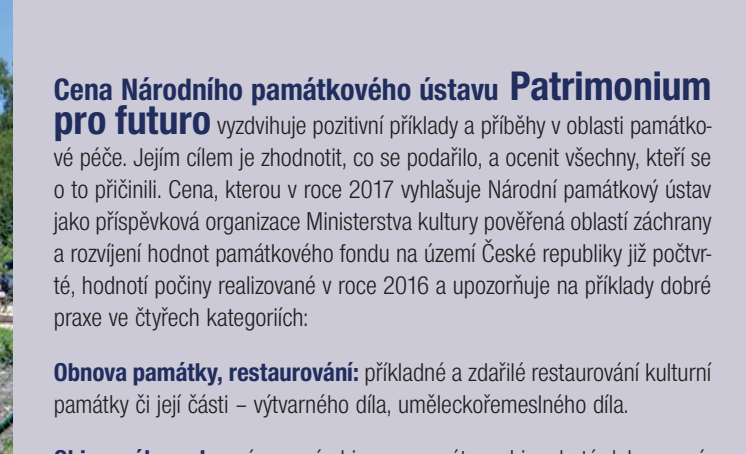 Cena Národního památkového ústavu Patrimonium
pro futuro vyzdvihuje pozitivní příklady a příběhy v oblasti památko-
vé péče. Jejím cílem je zhodnotit, co se podařilo, a ocenit všechny, kteří se
o to přičinili. Cena, kterou v roce 2017 vyhlašuje Národní památkový ústav
jako příspěvková organizace Ministerstva kultury pověřená oblastí záchrany
a rozvíjení hodnot památkového fondu na území České republiky již počtvr-
té, hodnotí počiny realizované v roce 2016 a upozorňuje na příklady dobré
praxe ve čtyřech kategoriích:
Obnova památky, restaurování: příkladné a zdařilé restaurování kulturní
památky či její části – výtvarného díla, uměleckořemeslného díla.